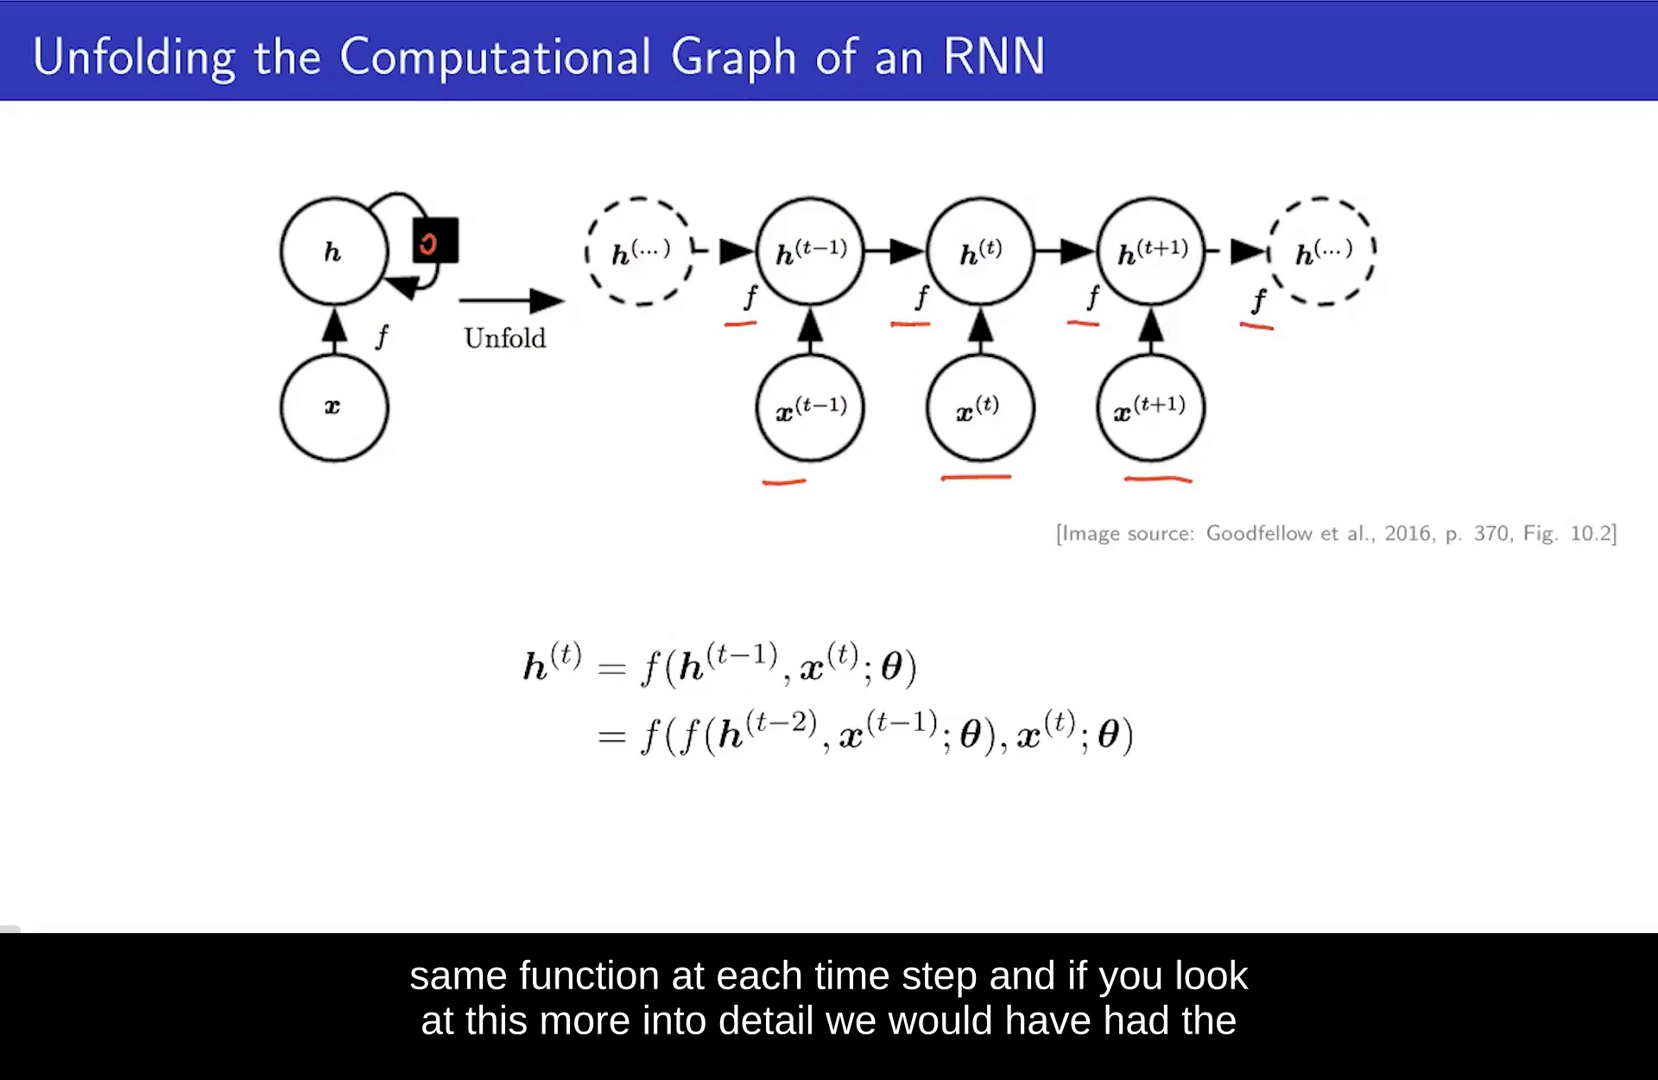 Unfolding the Computational Graph of an RNN
h h^(...) h^(t−1) h^(t) h^(t+1) h^(...)
f f f f
f Unfold
x x^(t−1) x^(t) x^(t+1)
[Image source: Goodfellow et al., 2016, p. 370, Fig. 10.2]
h^(t) = f(h^(t−1), x^(t); θ)
= f(f(h^(t−2), x^(t−1); θ), x^(t); θ)
same function at each time step and if you look
at this more into detail we would have had the